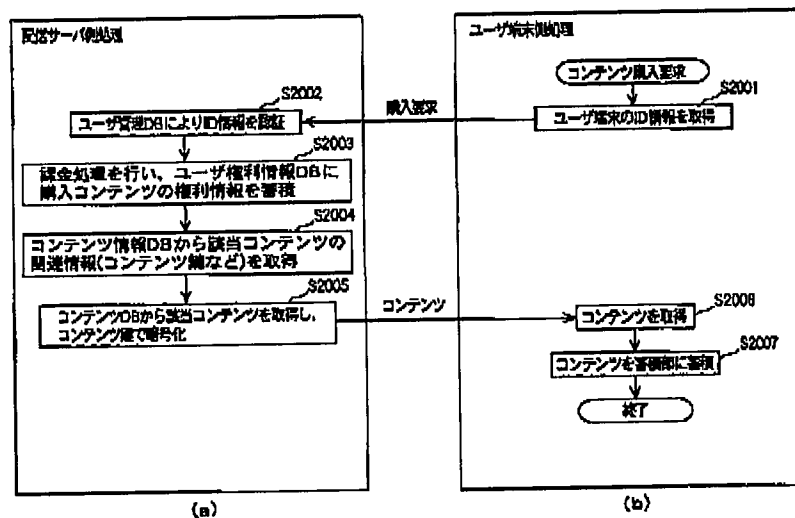 配信サーバ側処理
S2002
ユーザ管理DBによりID情報を認証
S2003
課金処理を行い、ユーザ権利情報DBに
購入コンテンツの権利情報を蓄積
S2004
コンテンツ情報DBから該当コンテンツの
関連情報(コンテンツ鍵など)を取得
S2005
コンテンツDBから該当コンテンツを取得し、
コンテンツ鍵で暗号化
(a)
購入要求
コンテンツ
ユーザ端末側処理
コンテンツ購入要求
S2001
ユーザ端末のID情報を取得
S2006
コンテンツを取得
S2007
コンテンツを蓄積部に蓄積
終了
(b)